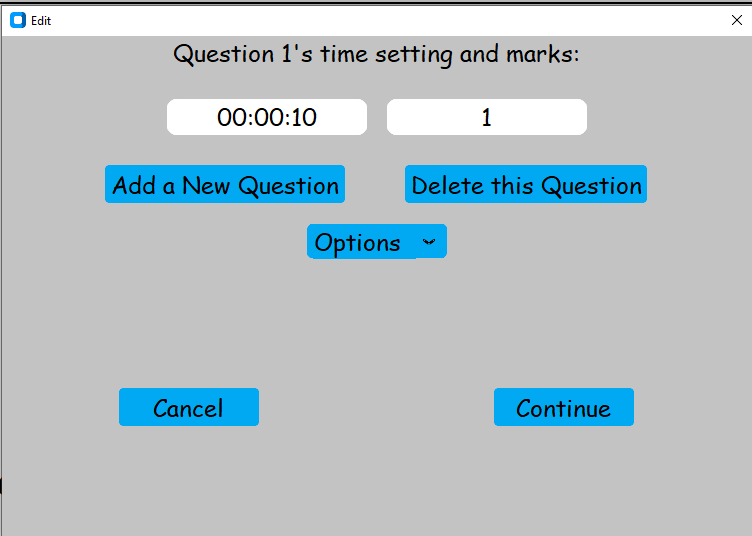 Edit
Question 1's time setting and marks:
00:00:10 1
Add a New Question Delete this Question
Options
Cancel Continue